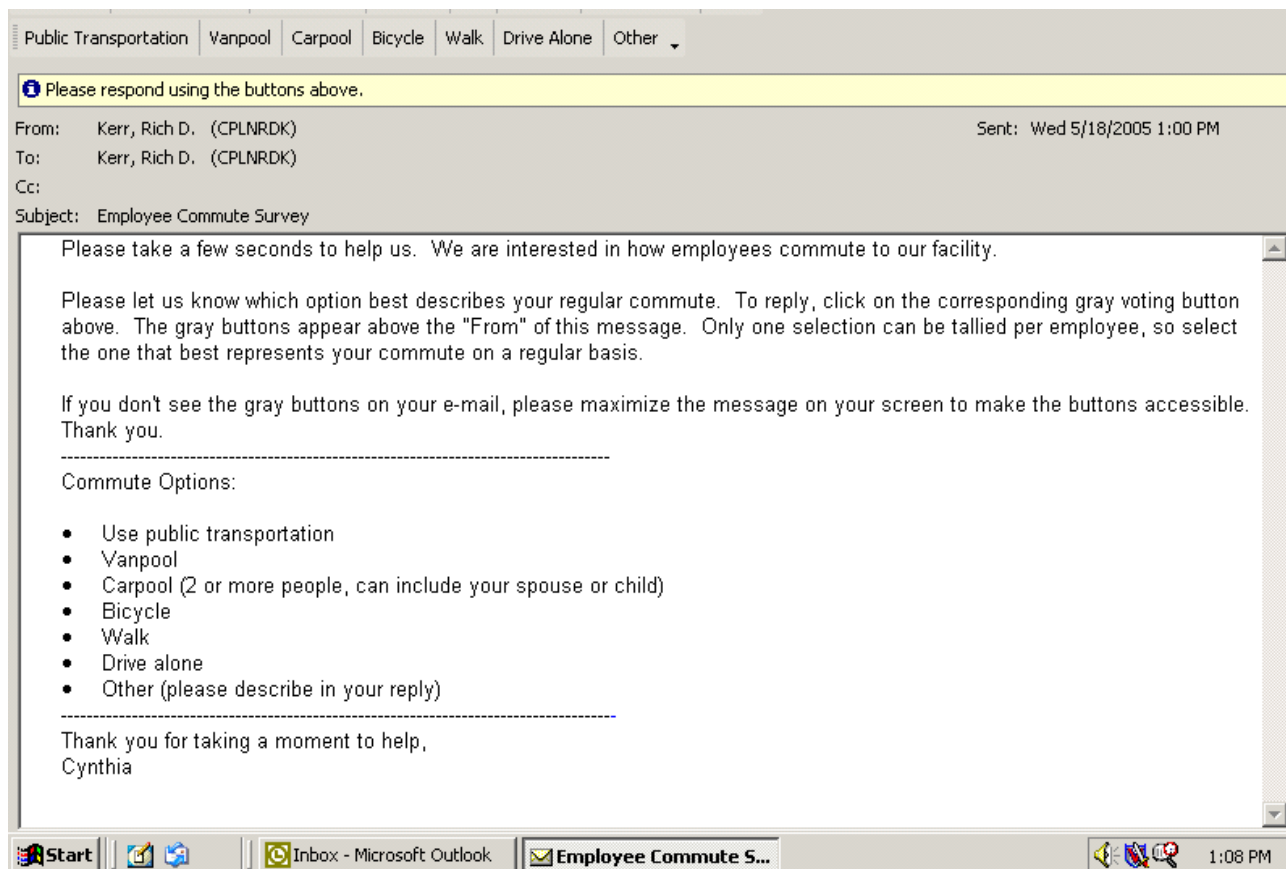 Public Transportation Vanpool Carpool Bicycle Walk Drive Alone Other
Please respond using the buttons above.
From: Kerr, Rich D. (CPLNRDK) Sent: Wed 5/18/2005 1:00 PM
To: Kerr, Rich D. (CPLNRDK)
Cc:
Subject: Employee Commute Survey
Please take a few seconds to help us. We are interested in how employees commute to our facility.
Please let us know which option best describes your regular commute. To reply, click on the corresponding gray voting button
above. The gray buttons appear above the "From" of this message. Only one selection can be tallied per employee, so select
the one that best represents your commute on a regular basis.
If you don't see the gray buttons on your e-mail, please maximize the message on your screen to make the buttons accessible.
Thank you.
--------------------------------------------------------------------------------------
Commute Options:
• Use public transportation
• Vanpool
• Carpool (2 or more people, can include your spouse or child)
• Bicycle
• Walk
• Drive alone
• Other (please describe in your reply)
---------------------------------------------------------------------------------------
Thank you for taking a moment to help,
Cynthia
Start Inbox - Microsoft Outlook Employee Commute S... 1:08 PM